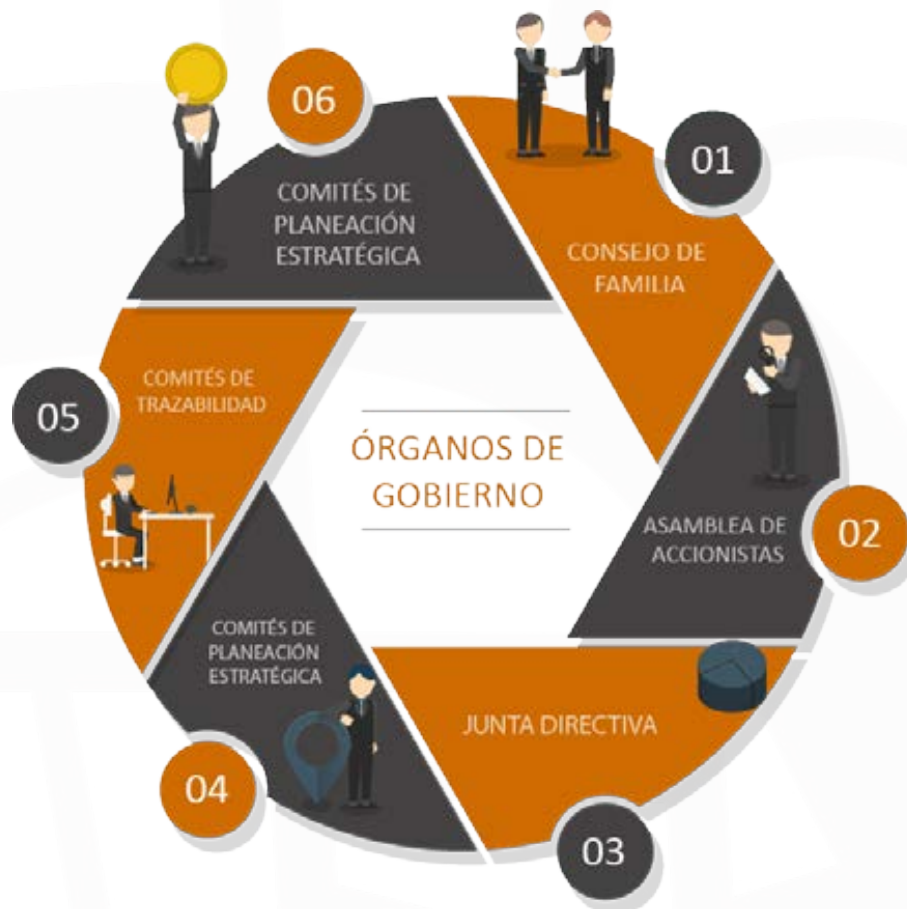 ÓRGANOS DE
GOBIERNO
01
CONSEJO DE
FAMILIA
02
ASAMBLEA DE
ACCIONISTAS
03
JUNTA DIRECTIVA
04
COMITÉS DE
PLANEACIÓN
ESTRATÉGICA
05
COMITÉS DE
TRAZABILIDAD
06
COMITÉS DE
PLANEACIÓN
ESTRATÉGICA